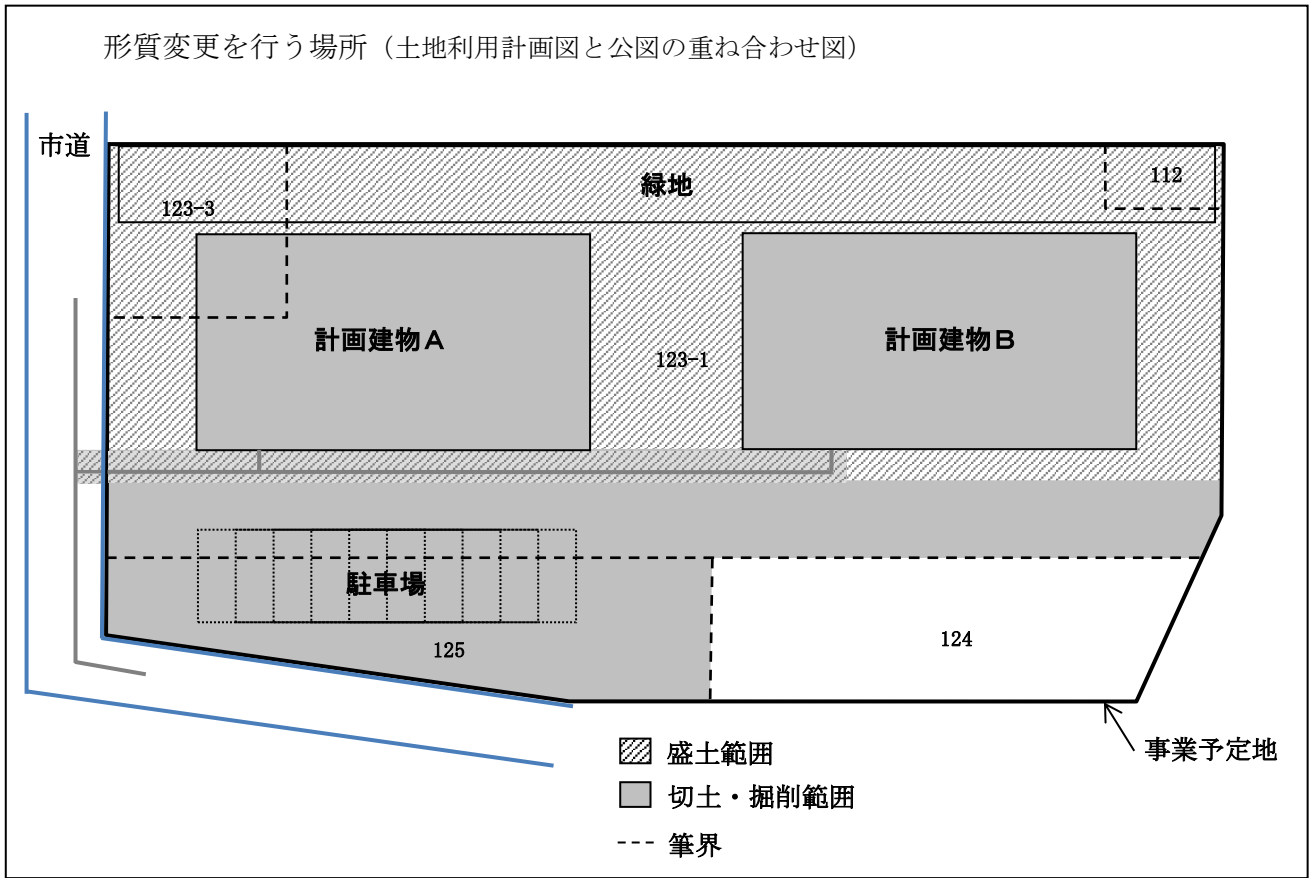 形質変更を行う場所（土地利用計画図と公図の重ね合わせ図）
市道
緑地
112
123-3
計画建物A
123-1
計画建物B
駐車場
125
124
事業予定地
盛土範囲
切土・掘削範囲
筆界